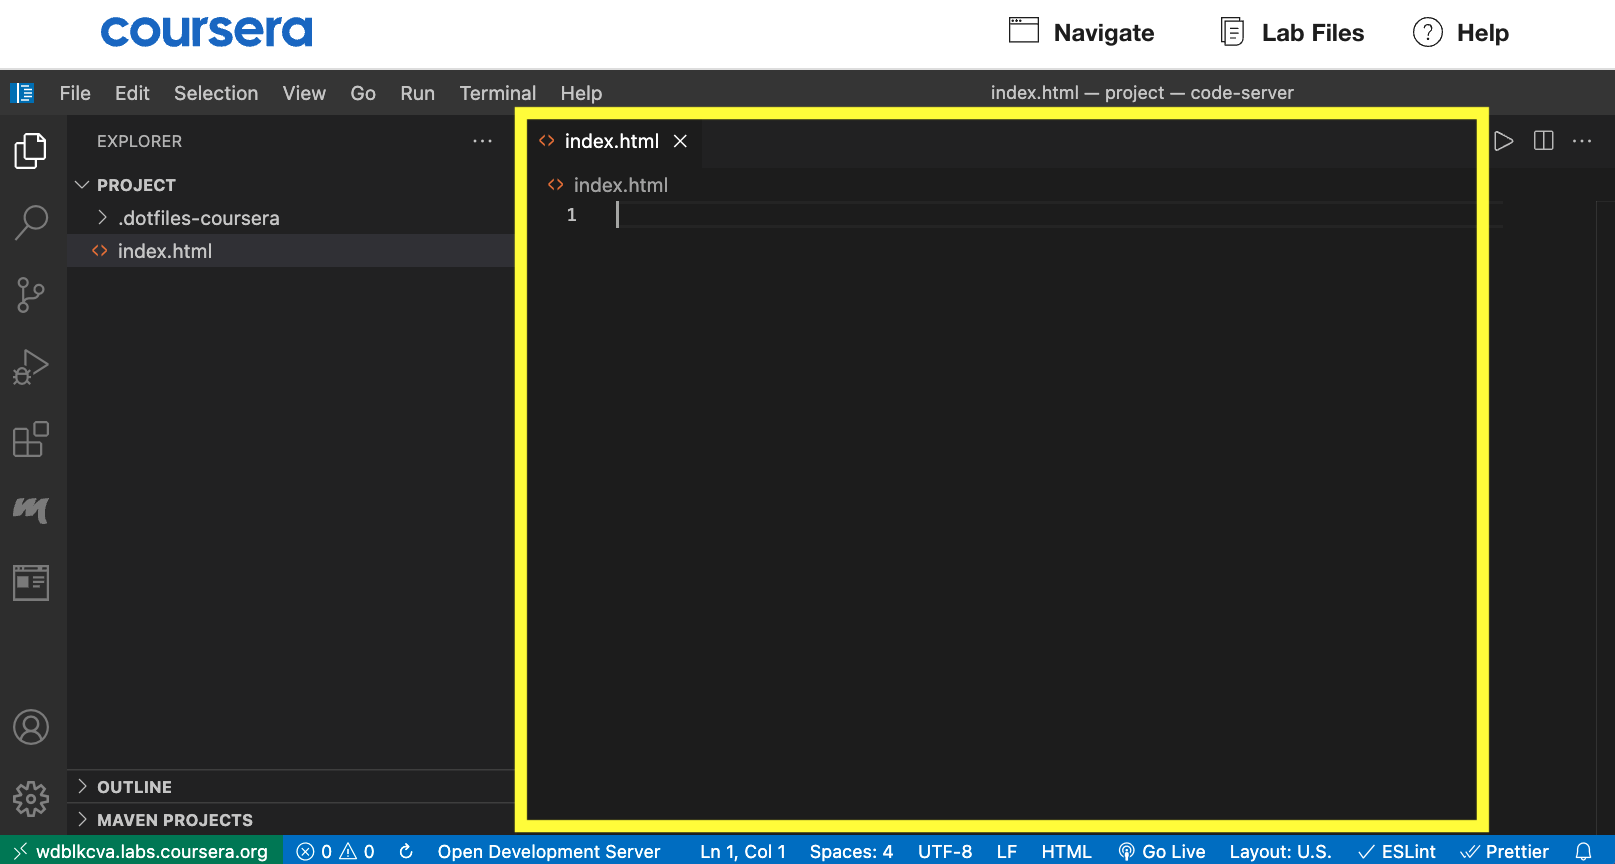 coursera
Navigate
Lab Files
Help
File Edit Selection View Go Run Terminal Help
index.html — project — code-server
EXPLORER
PROJECT
.dotfiles-coursera
index.html
OUTLINE
MAVEN PROJECTS
index.html
index.html
1
wdblkcva.labs.coursera.org 0 0 Open Development Server Ln 1, Col 1 Spaces: 4 UTF-8 LF HTML Go Live Layout: U.S. ESLint Prettier